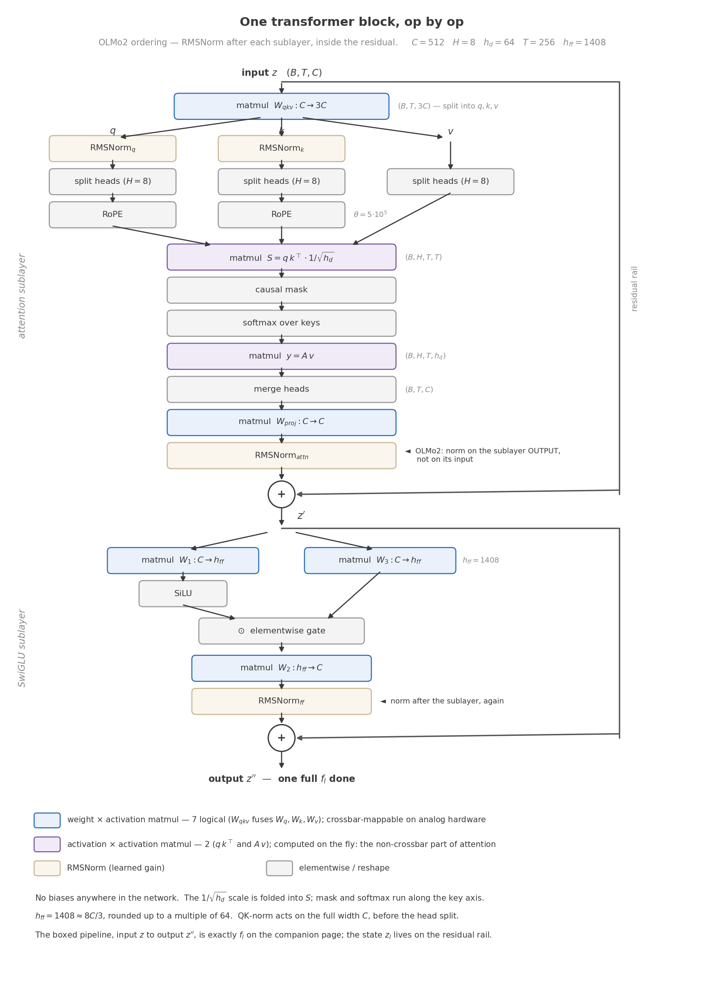 One transformer block, op by op
OLMo2 ordering — RMSNorm after each sublayer, inside the residual. C = 512 H = 8 h_d = 64 T = 256 h_ff = 1408
input z (B, T, C)
matmul W_qkv : C → 3C
(B, T, 3C) — split into q, k, v
q
k
v
RMSNorm_q
RMSNorm_k
split heads (H = 8)
split heads (H = 8)
split heads (H = 8)
RoPE
RoPE
θ = 5·10⁵
attention sublayer
residual rail
matmul S = q k^⊤ · 1/√h_d
(B, H, T, T)
causal mask
softmax over keys
matmul y = A v
(B, H, T, h_d)
merge heads
(B, T, C)
matmul W_proj : C → C
RMSNorm_attn
◄ OLMo2: norm on the sublayer OUTPUT,
not on its input
+
z′
matmul W₁ : C → h_ff
matmul W₃ : C → h_ff
h_ff = 1408
SiLU
SwiGLU sublayer
⊙ elementwise gate
matmul W₂ : h_ff → C
RMSNorm_ff
◄ norm after the sublayer, again
+
output z″ — one full f_l done
weight × activation matmul — 7 logical (W_qkv fuses W_q, W_k, W_v); crossbar-mappable on analog hardware
activation × activation matmul — 2 (q k^⊤ and A v); computed on the fly: the non-crossbar part of attention
RMSNorm (learned gain)
elementwise / reshape
No biases anywhere in the network. The 1/√h_d scale is folded into S; mask and softmax run along the key axis.
h_ff = 1408 ≈ 8C/3, rounded up to a multiple of 64. QK-norm acts on the full width C, before the head split.
The boxed pipeline, input z to output z″, is exactly f_l on the companion page; the state z_l lives on the residual rail.